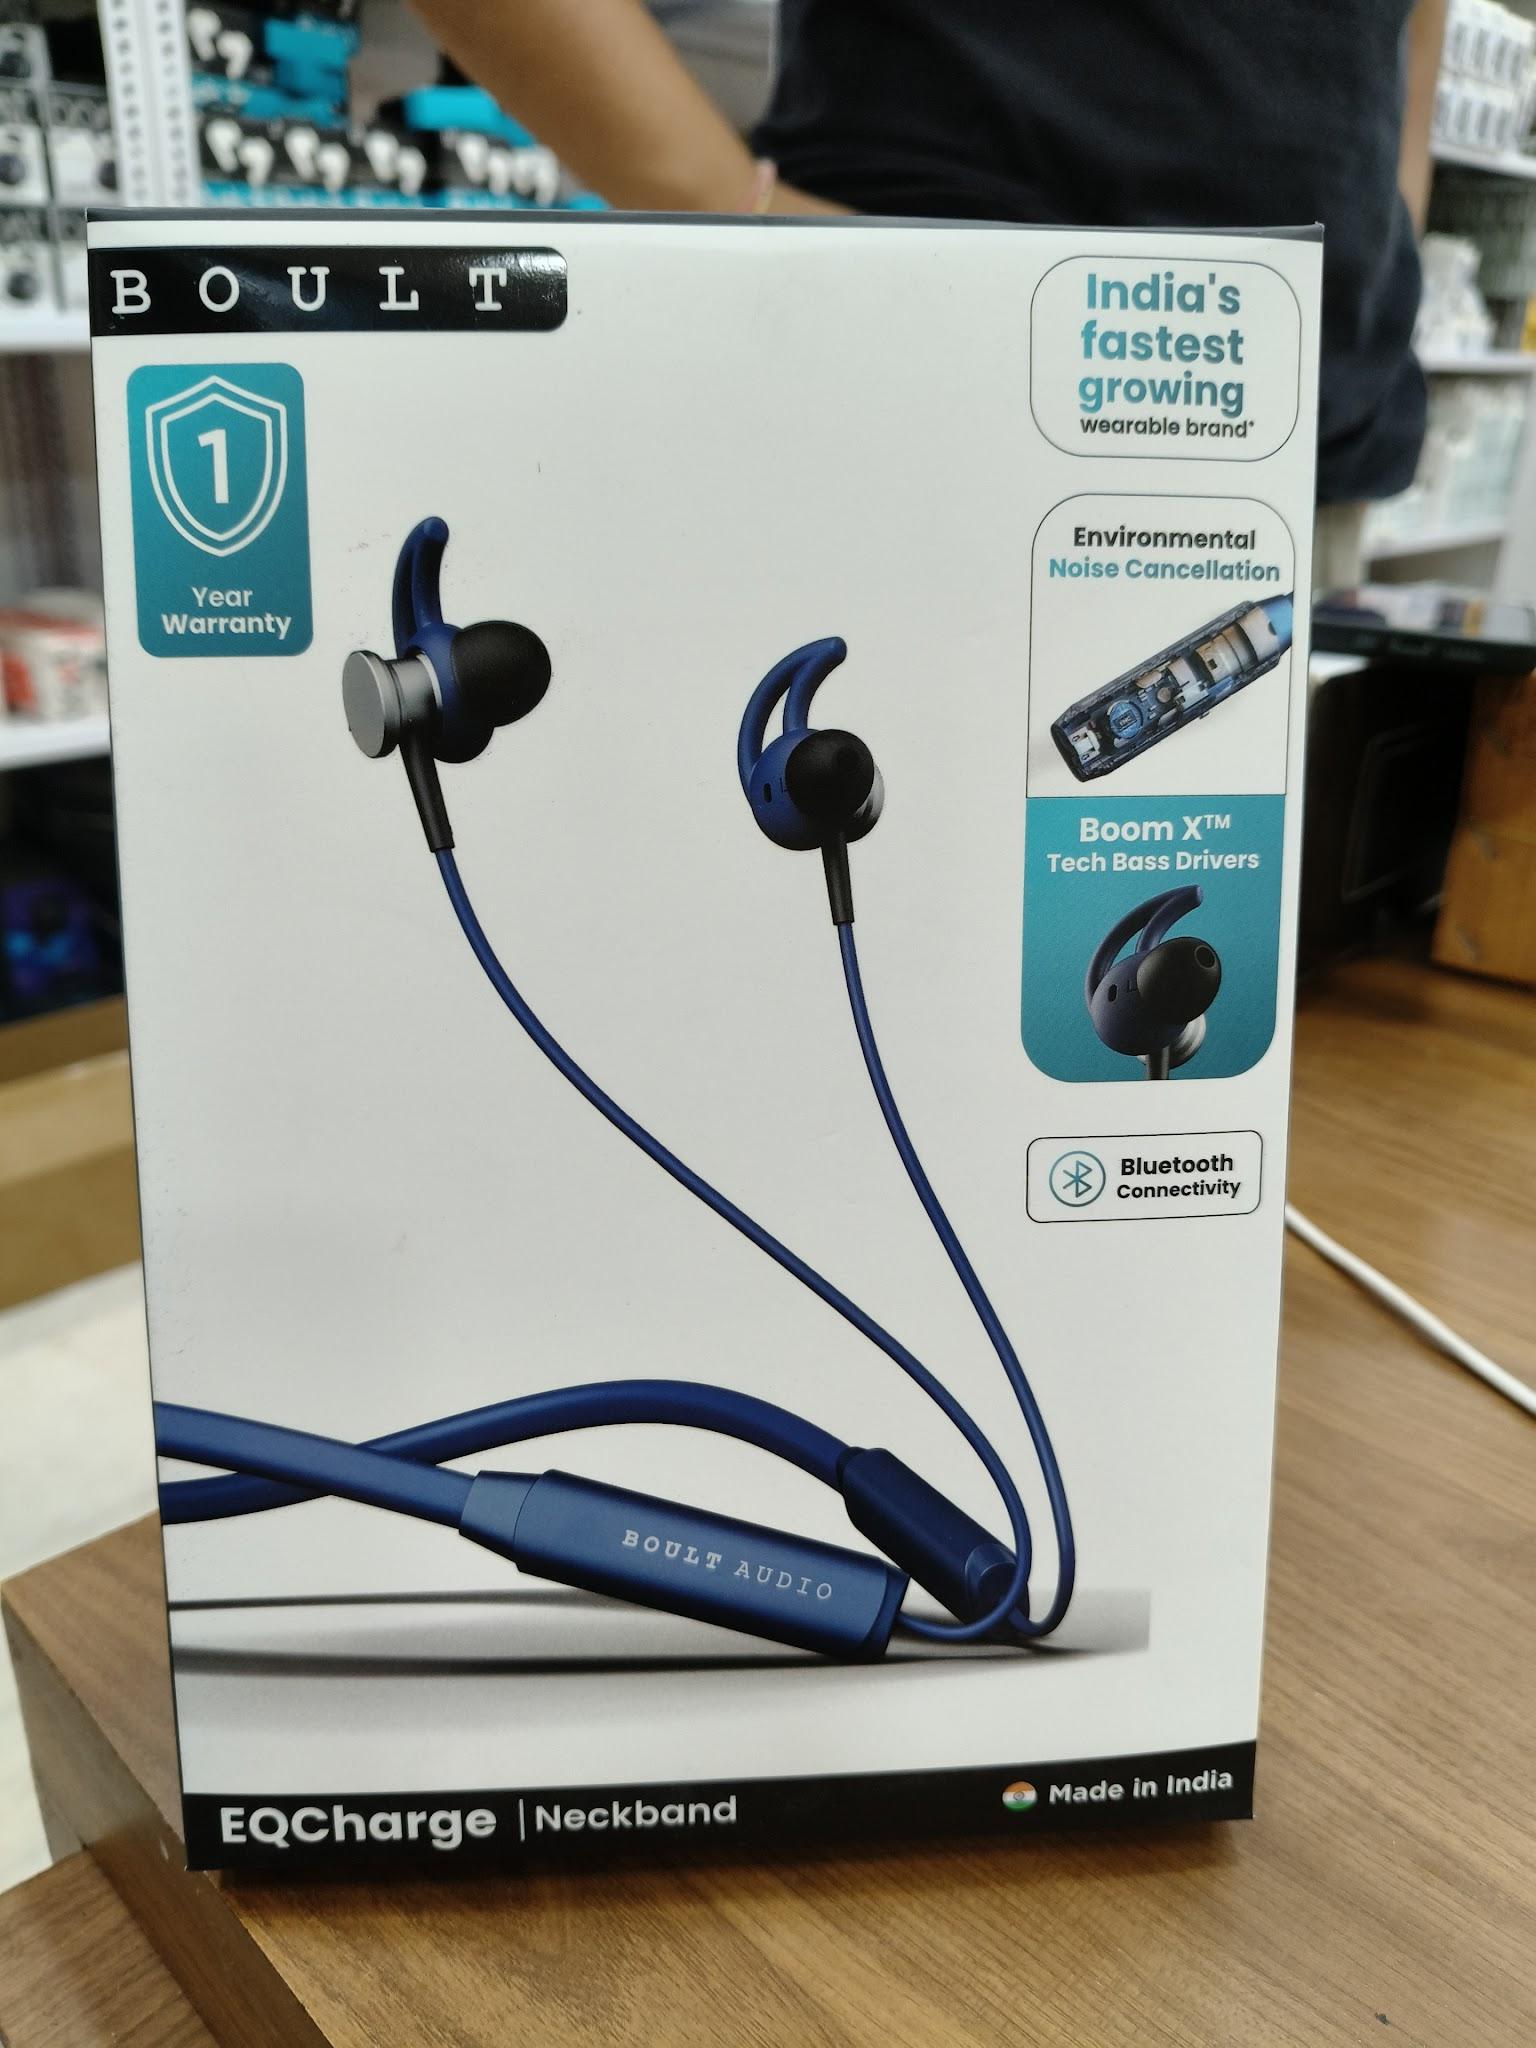 BOULT
1
Year
Warranty
India's
fastest
growing
wearable brand*
Environmental
Noise Cancellation
ENC
Boom X™
Tech Bass Drivers
L
Bluetooth
Connectivity
BOULT AUDIO
EQCharge | Neckband
Made in India